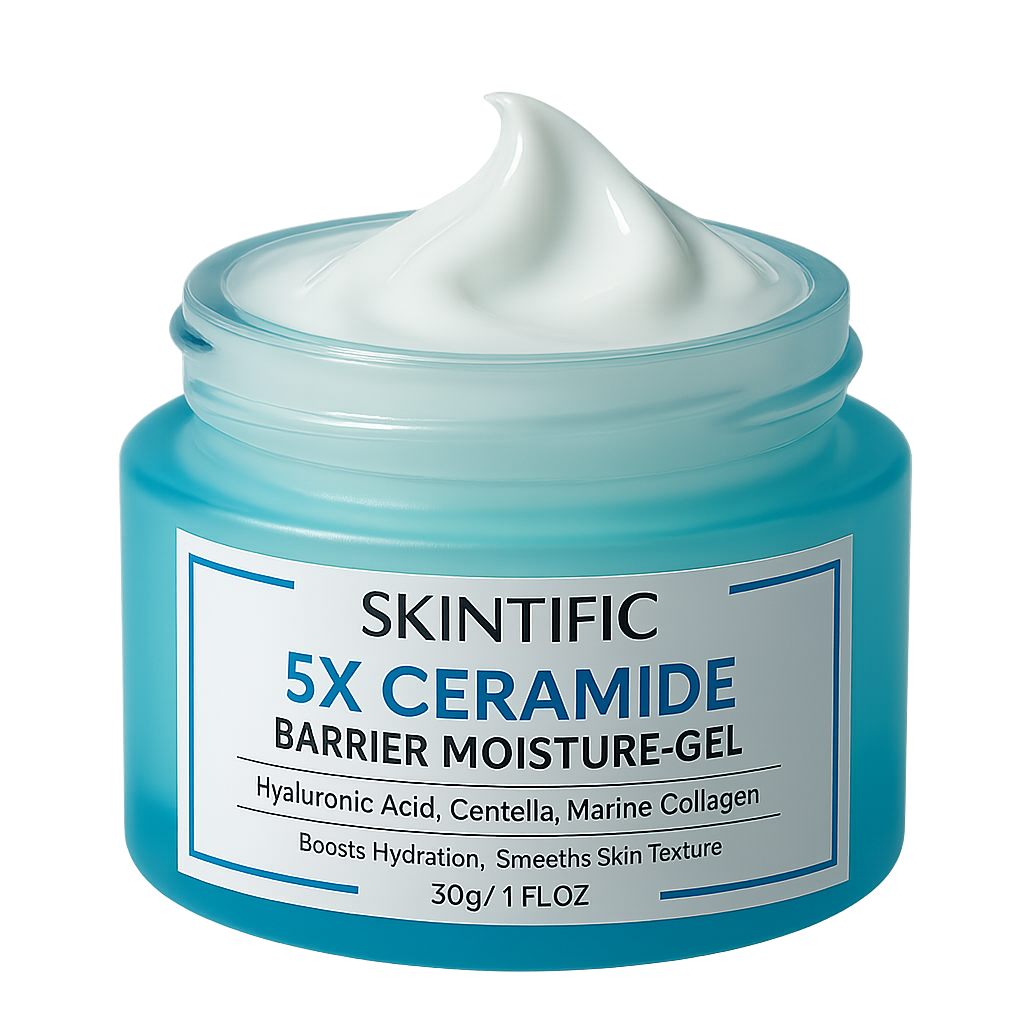 SKINTIFIC
5X CERAMIDE
BARRIER MOISTURE-GEL
Hyaluronic Acid, Centella, Marine Collagen
Boosts Hydration, Smeeths Skin Texture
30g/ 1 FLOZ